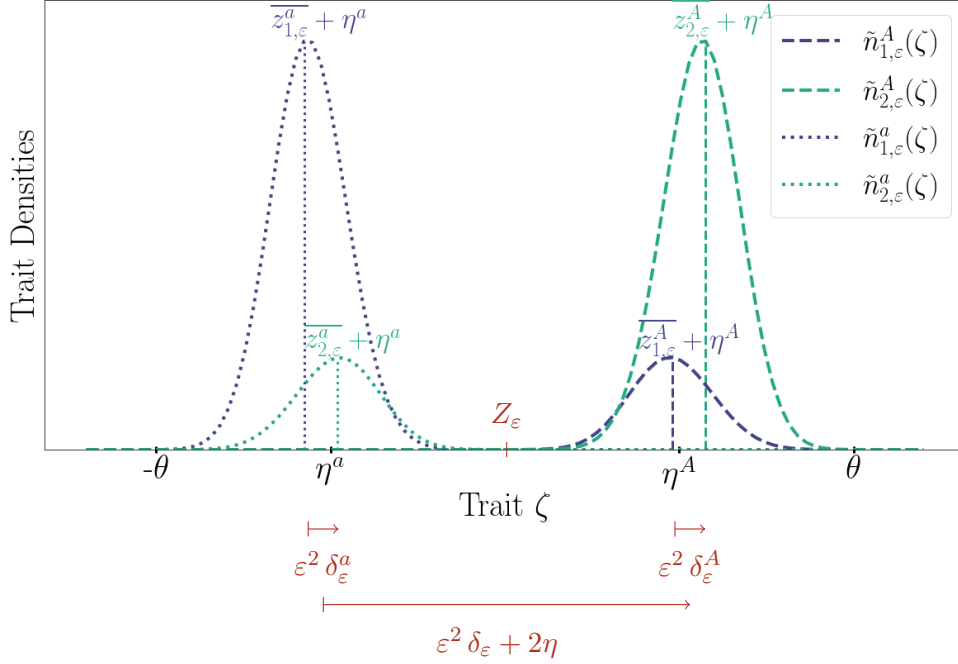 $\overline{z^a_{1,\varepsilon}} + \eta^a$
$\overline{z^A_{2,\varepsilon}} + \eta^A$
$\tilde{n}^A_{1,\varepsilon}(\zeta)$
$\tilde{n}^A_{2,\varepsilon}(\zeta)$
$\tilde{n}^a_{1,\varepsilon}(\zeta)$
$\tilde{n}^a_{2,\varepsilon}(\zeta)$
Trait Densities
$\overline{z^a_{2,\varepsilon}} + \eta^a$
$\overline{z^A_{1,\varepsilon}} + \eta^A$
$Z_\varepsilon$
-θ
$\eta^a$
$\eta^A$
θ
Trait ζ
$\varepsilon^2 \, \delta^a_\varepsilon$
$\varepsilon^2 \, \delta^A_\varepsilon$
$\varepsilon^2 \, \delta_\varepsilon + 2\eta$